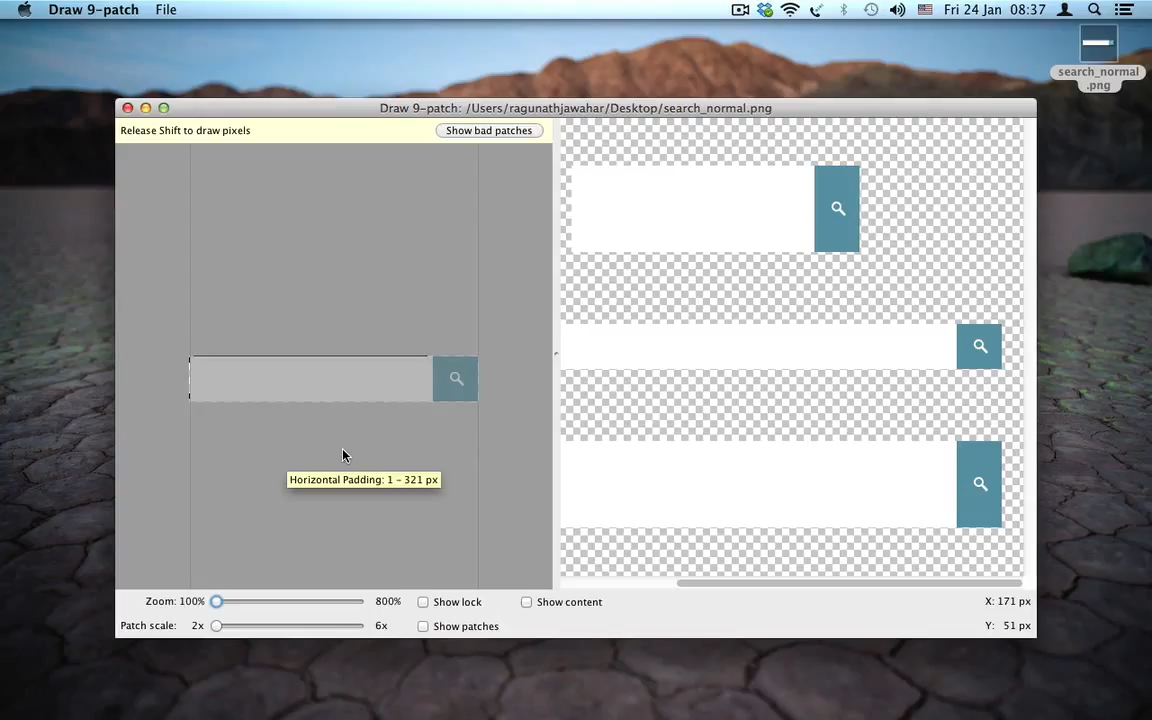 Draw 9-patch File Fri 24 Jan 08:37
search_normal
.png
Draw 9-patch: /Users/ragunathjawahar/Desktop/search_normal.png
Release Shift to draw pixels Show bad patches
Horizontal Padding: 1 - 321 px
Zoom: 100% 800% Show lock Show content X: 171 px
Patch scale: 2x 6x Show patches Y: 51 px